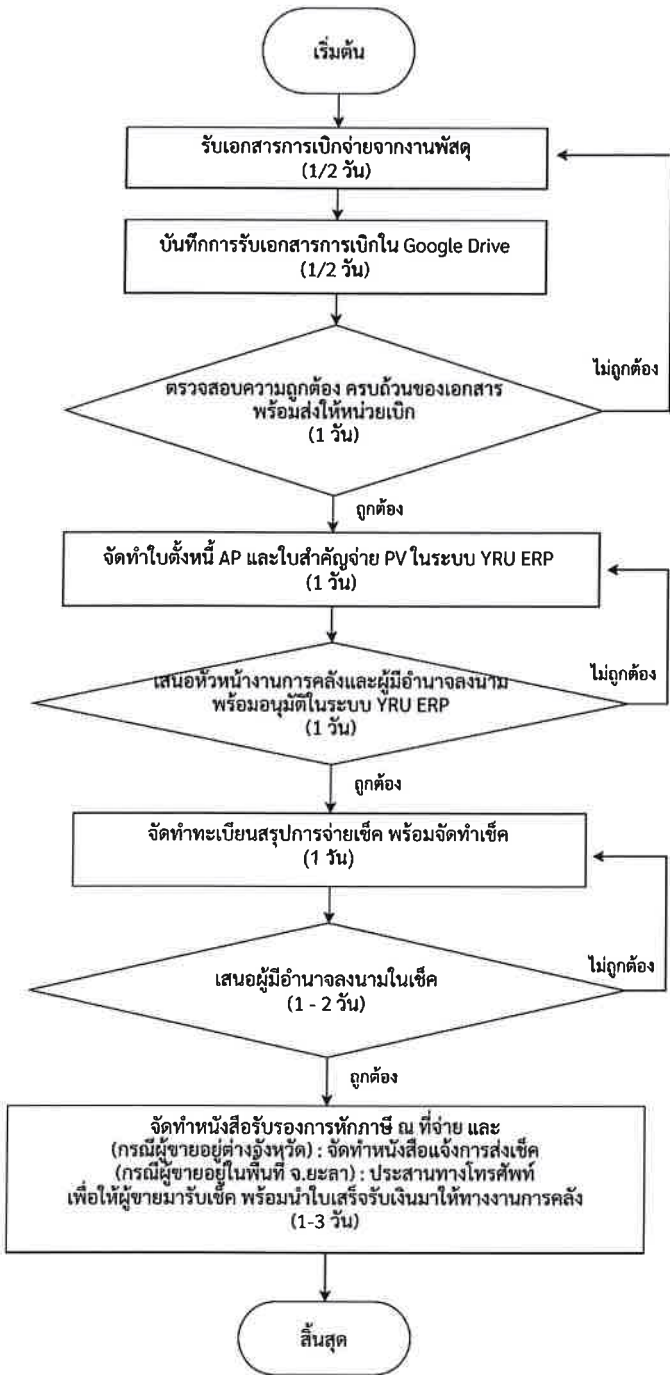 เริ่มต้น
รับเอกสารการเบิกจ่ายจากงานพัสดุ
(1/2 วัน)
บันทึกการรับเอกสารการเบิกใน Google Drive
(1/2 วัน)
ไม่ถูกต้อง
ตรวจสอบความถูกต้อง ครบถ้วนของเอกสาร
พร้อมส่งให้หน่วยเบิก
(1 วัน)
ถูกต้อง
จัดทำใบตั้งหนี้ AP และใบสำคัญจ่าย PV ในระบบ YRU ERP
(1 วัน)
ไม่ถูกต้อง
เสนอหัวหน้างานการคลังและผู้มีอำนาจลงนาม
พร้อมอนุมัติในระบบ YRU ERP
(1 วัน)
ถูกต้อง
จัดทำทะเบียนสรุปการจ่ายเช็ค พร้อมจัดทำเช็ค
(1 วัน)
ไม่ถูกต้อง
เสนอผู้มีอำนาจลงนามในเช็ค
(1 - 2 วัน)
ถูกต้อง
จัดทำหนังสือรับรองการหักภาษี ณ ที่จ่าย และ
(กรณีผู้ขายอยู่ต่างจังหวัด) : จัดทำหนังสือแจ้งการส่งเช็ค
(กรณีผู้ขายอยู่ในพื้นที่ จ.ยะลา) : ประสานทางโทรศัพท์
เพื่อให้ผู้ขายมารับเช็ค พร้อมนำใบเสร็จรับเงินมาให้ทางงานการคลัง
(1-3 วัน)
สิ้นสุด